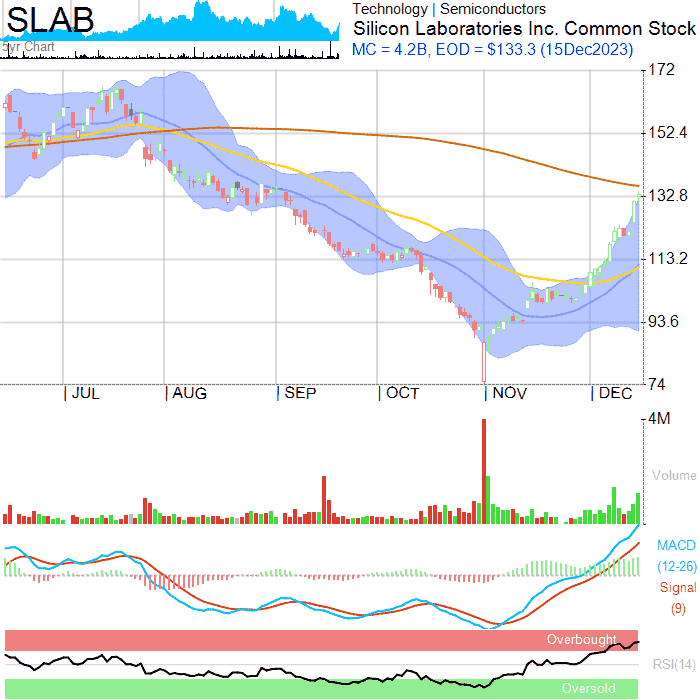 SLAB
5yr Chart
Technology | Semiconductors
Silicon Laboratories Inc. Common Stock
MC = 4.2B, EOD = $133.3 (15Dec2023)
172
152.4
132.8
113.2
93.6
74
JUL
AUG
SEP
OCT
NOV
DEC
4M
Volume
MACD
(12-26)
Signal
(9)
Overbought
RSI(14)
Oversold